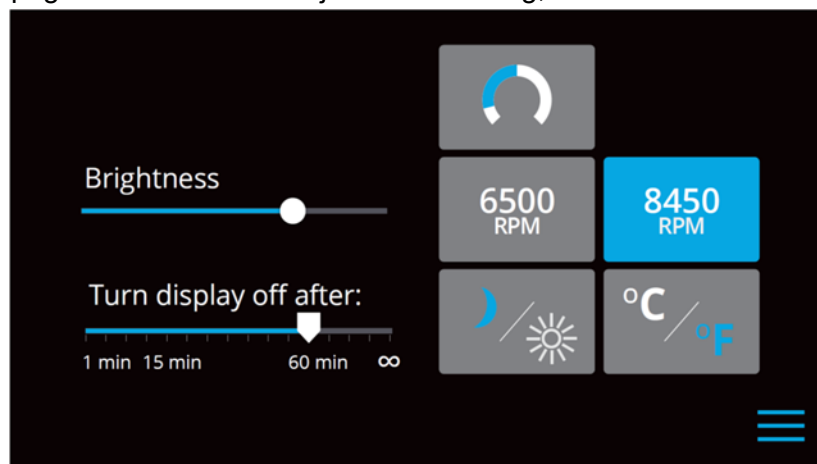 Brightness
6500
RPM
8450
RPM
Turn display off after:
1 min 15 min 60 min ∞
°C/°F